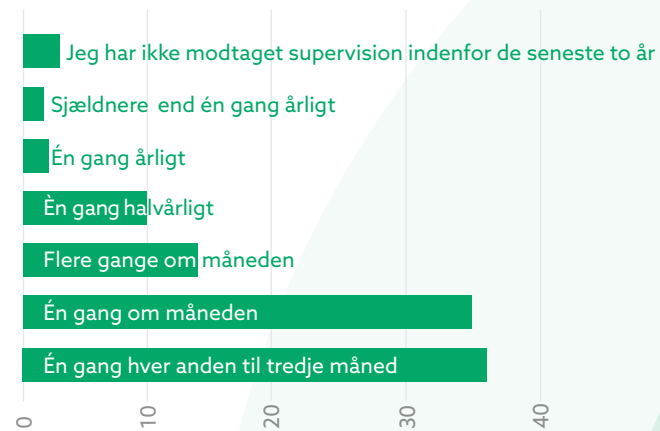 Jeg har ikke modtaget supervision indenfor de seneste to år
Sjældnere end én gang årligt
Én gang årligt
Èn gang halvårligt
Flere gange om måneden
Én gang om måneden
Én gang hver anden til tredje måned
0 10 20 30 40